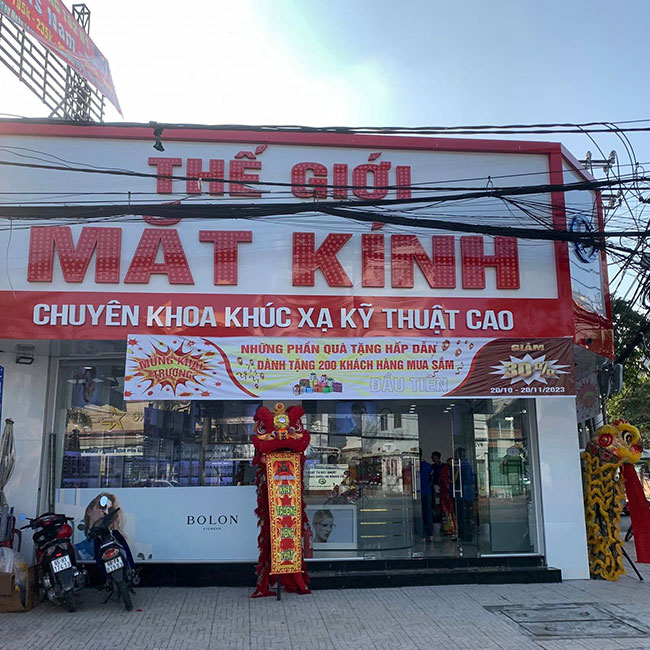 THẾ GIỚI
MẮT KÍNH
CHUYÊN KHOA KHÚC XẠ KỸ THUẬT CAO
MỪNG KHAI TRƯƠNG
NHỮNG PHẦN QUÀ TẶNG HẤP DẪN
DÀNH TẶNG 200 KHÁCH HÀNG MUA SẮM
ĐẦU TIÊN
GIẢM
30%
20/10 - 20/11/2023
BOLON
EYEWEAR